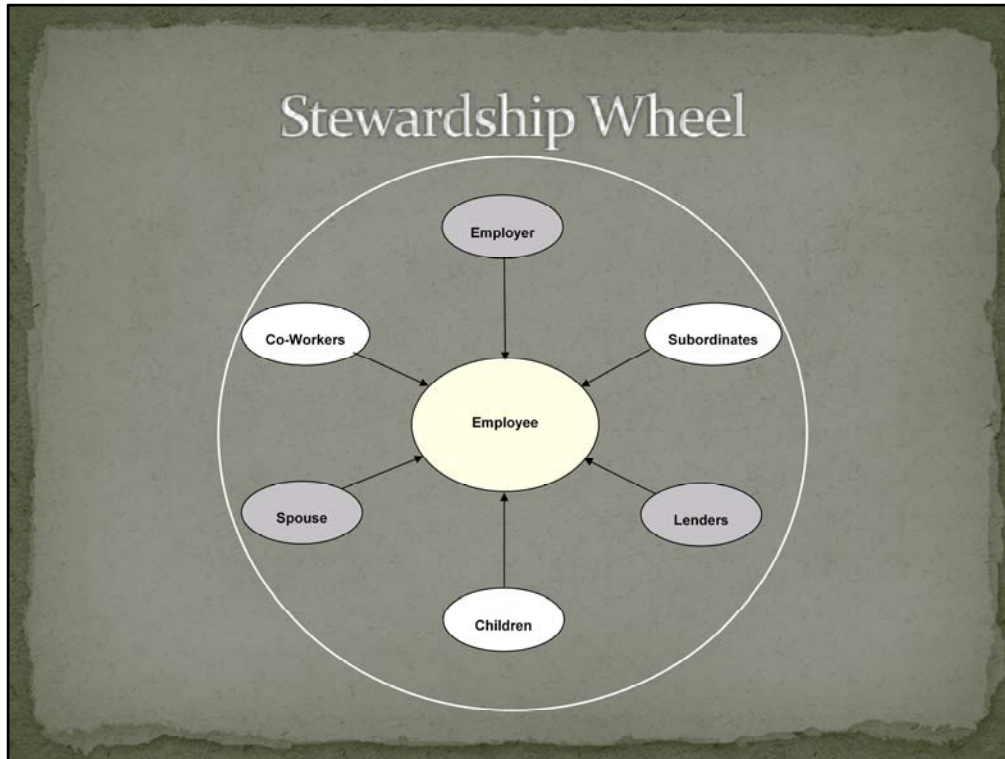 Stewardship Wheel
Employer
Co-Workers
Subordinates
Employee
Spouse
Lenders
Children